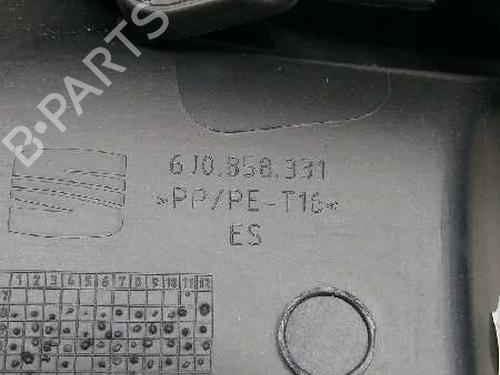 B-PARTS
6J0.858.331
>PP/PE-T16<
ES
1 2 3 4 5 6 7 8 9 10 11 12